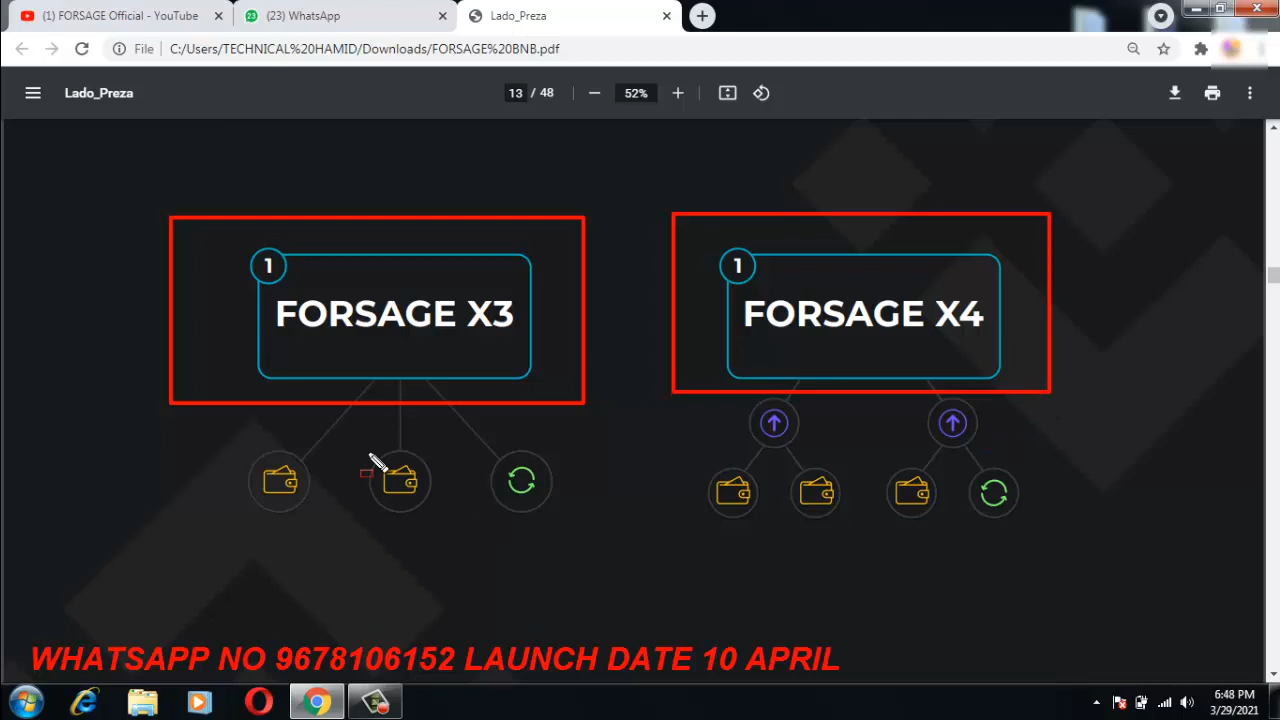 (1) FORSAGE Official - YouTube
(23) WhatsApp
Lado_Preza
File
C:/Users/TECHNICAL%20HAMID/Downloads/FORSAGE%20BNB.pdf
Lado_Preza
13 / 48
52%
1
FORSAGE X3
1
FORSAGE X4
WHATSAPP NO 9678106152 LAUNCH DATE 10 APRIL
6:48 PM
3/29/2021